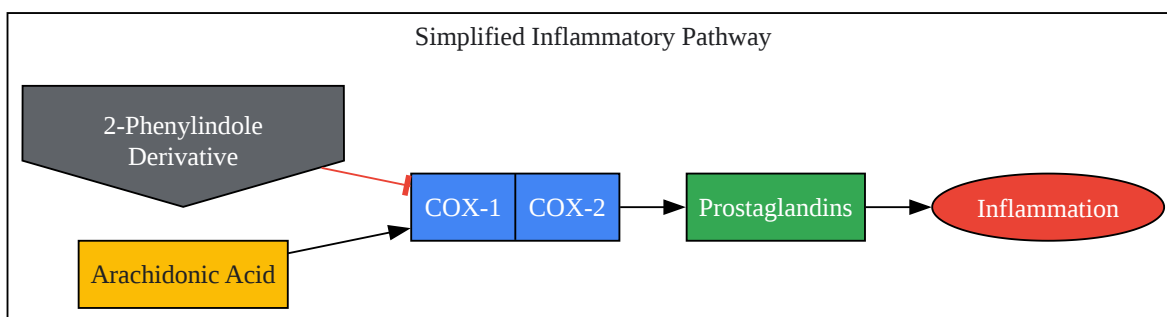 Simplified Inflammatory Pathway
2-Phenylindole
Derivative
COX-1
COX-2
Prostaglandins
Inflammation
Arachidonic Acid